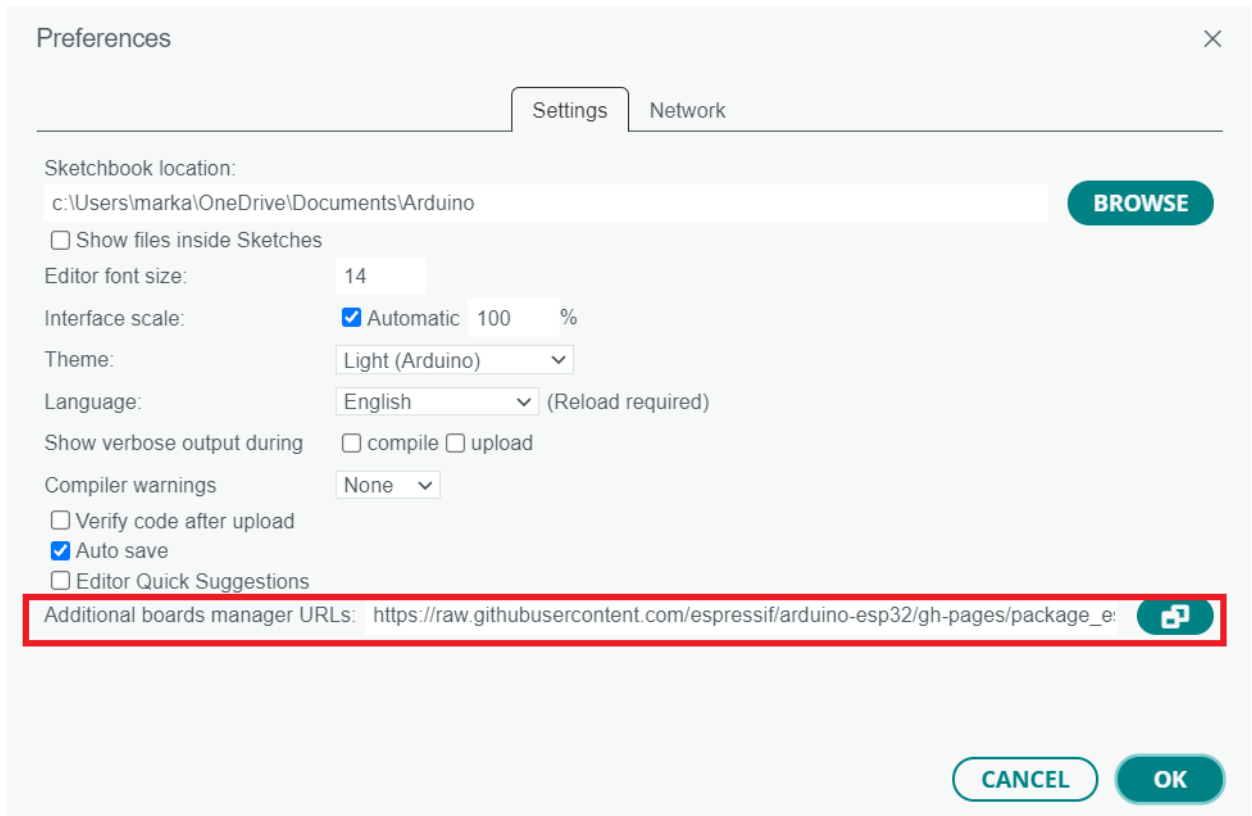 Preferences
Settings Network
Sketchbook location:
c:\Users\marka\OneDrive\Documents\Arduino BROWSE
Show files inside Sketches
Editor font size: 14
Interface scale: Automatic 100 %
Theme: Light (Arduino)
Language: English (Reload required)
Show verbose output during compile upload
Compiler warnings None
Verify code after upload
Auto save
Editor Quick Suggestions
Additional boards manager URLs: https://raw.githubusercontent.com/espressif/arduino-esp32/gh-pages/package_e
CANCEL OK